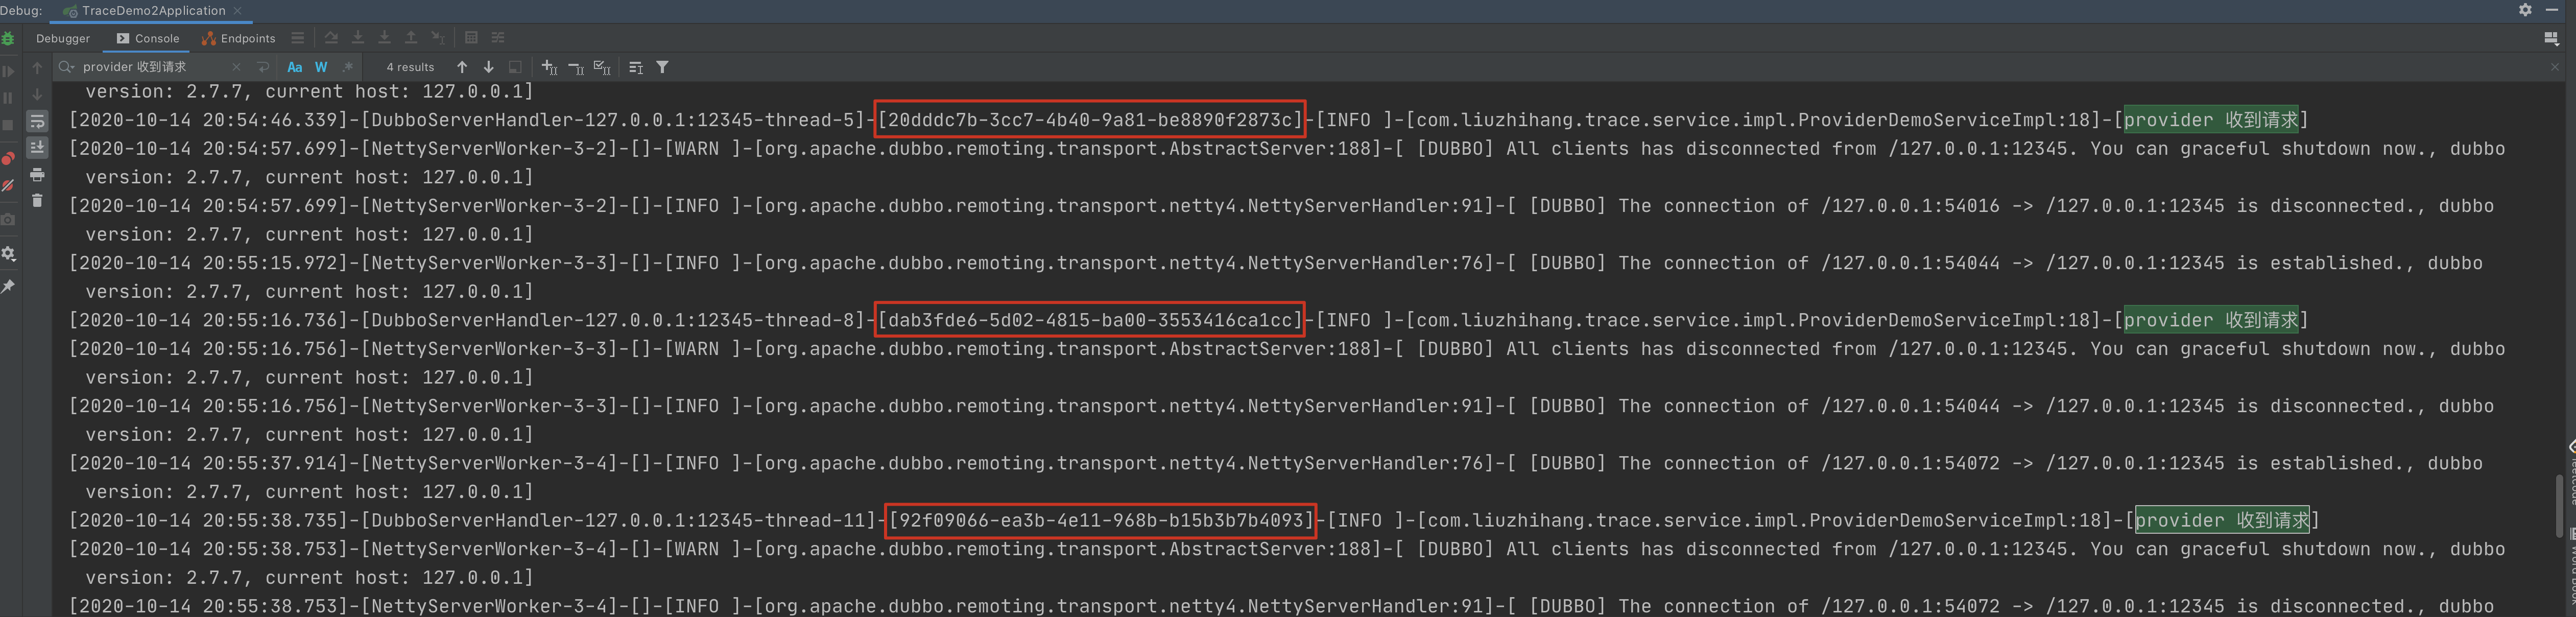 Debug: TraceDemo2Application
Debugger Console Endpoints
provider 收到请求 Aa W .* 4 results
version: 2.7.7, current host: 127.0.0.1]
[2020-10-14 20:54:46.339]-[DubboServerHandler-127.0.0.1:12345-thread-5]-[20dddc7b-3cc7-4b40-9a81-be8890f2873c]-[INFO ]-[com.liuzhihang.trace.service.impl.ProviderDemoServiceImpl:18]-[provider 收到请求]
[2020-10-14 20:54:57.699]-[NettyServerWorker-3-2]-[]-[WARN ]-[org.apache.dubbo.remoting.transport.AbstractServer:188]-[ [DUBBO] All clients has disconnected from /127.0.0.1:12345. You can graceful shutdown now., dubbo
version: 2.7.7, current host: 127.0.0.1]
[2020-10-14 20:54:57.699]-[NettyServerWorker-3-2]-[]-[INFO ]-[org.apache.dubbo.remoting.transport.netty4.NettyServerHandler:91]-[ [DUBBO] The connection of /127.0.0.1:54016 -> /127.0.0.1:12345 is disconnected., dubbo
version: 2.7.7, current host: 127.0.0.1]
[2020-10-14 20:55:15.972]-[NettyServerWorker-3-3]-[]-[INFO ]-[org.apache.dubbo.remoting.transport.netty4.NettyServerHandler:76]-[ [DUBBO] The connection of /127.0.0.1:54044 -> /127.0.0.1:12345 is established., dubbo
version: 2.7.7, current host: 127.0.0.1]
[2020-10-14 20:55:16.736]-[DubboServerHandler-127.0.0.1:12345-thread-8]-[dab3fde6-5d02-4815-ba00-3553416ca1cc]-[INFO ]-[com.liuzhihang.trace.service.impl.ProviderDemoServiceImpl:18]-[provider 收到请求]
[2020-10-14 20:55:16.756]-[NettyServerWorker-3-3]-[]-[WARN ]-[org.apache.dubbo.remoting.transport.AbstractServer:188]-[ [DUBBO] All clients has disconnected from /127.0.0.1:12345. You can graceful shutdown now., dubbo
version: 2.7.7, current host: 127.0.0.1]
[2020-10-14 20:55:16.756]-[NettyServerWorker-3-3]-[]-[INFO ]-[org.apache.dubbo.remoting.transport.netty4.NettyServerHandler:91]-[ [DUBBO] The connection of /127.0.0.1:54044 -> /127.0.0.1:12345 is disconnected., dubbo
version: 2.7.7, current host: 127.0.0.1]
[2020-10-14 20:55:37.914]-[NettyServerWorker-3-4]-[]-[INFO ]-[org.apache.dubbo.remoting.transport.netty4.NettyServerHandler:76]-[ [DUBBO] The connection of /127.0.0.1:54072 -> /127.0.0.1:12345 is established., dubbo
version: 2.7.7, current host: 127.0.0.1]
[2020-10-14 20:55:38.735]-[DubboServerHandler-127.0.0.1:12345-thread-11]-[92f09066-ea3b-4e11-968b-b15b3b7b4093]-[INFO ]-[com.liuzhihang.trace.service.impl.ProviderDemoServiceImpl:18]-[provider 收到请求]
[2020-10-14 20:55:38.753]-[NettyServerWorker-3-4]-[]-[WARN ]-[org.apache.dubbo.remoting.transport.AbstractServer:188]-[ [DUBBO] All clients has disconnected from /127.0.0.1:12345. You can graceful shutdown now., dubbo
version: 2.7.7, current host: 127.0.0.1]
[2020-10-14 20:55:38.753]-[NettyServerWorker-3-4]-[]-[INFO ]-[org.apache.dubbo.remoting.transport.netty4.NettyServerHandler:91]-[ [DUBBO] The connection of /127.0.0.1:54072 -> /127.0.0.1:12345 is disconnected., dubbo